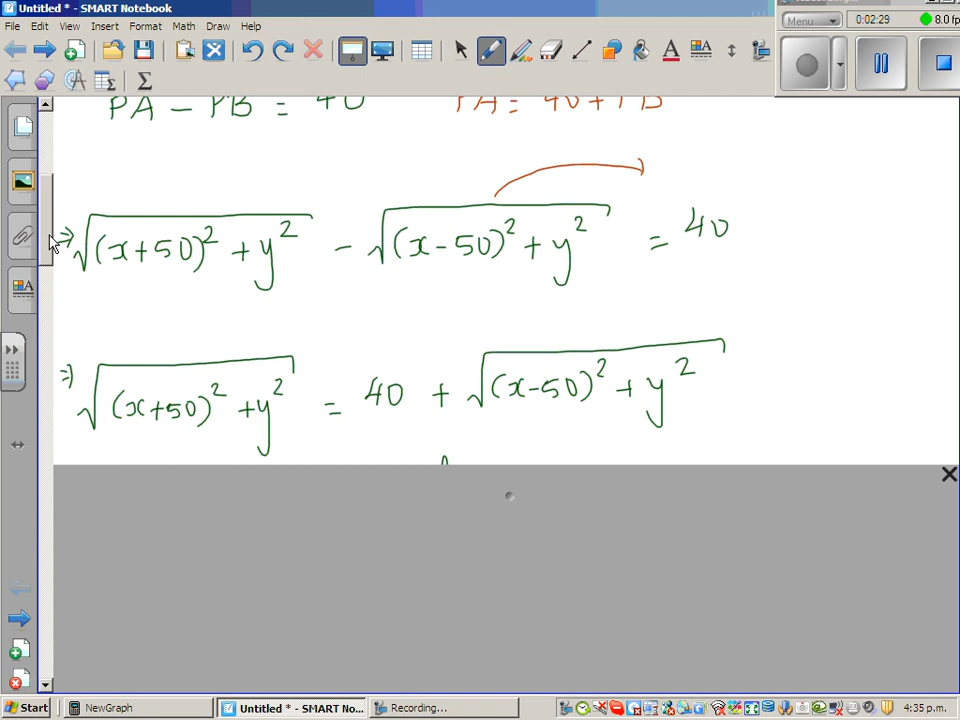 Untitled * - SMART Notebook
File Edit View Insert Format Math Draw Help
Menu 0:02:29 8.0 fp
PA - PB = 40 PA = 40 + PB
⇒ √((x+50)² + y²) - √((x-50)² + y²) = 40
⇒ √((x+50)² + y²) = 40 + √((x-50)² + y²)
Start NewGraph Untitled * - SMART No... Recording... 4:35 p.m.